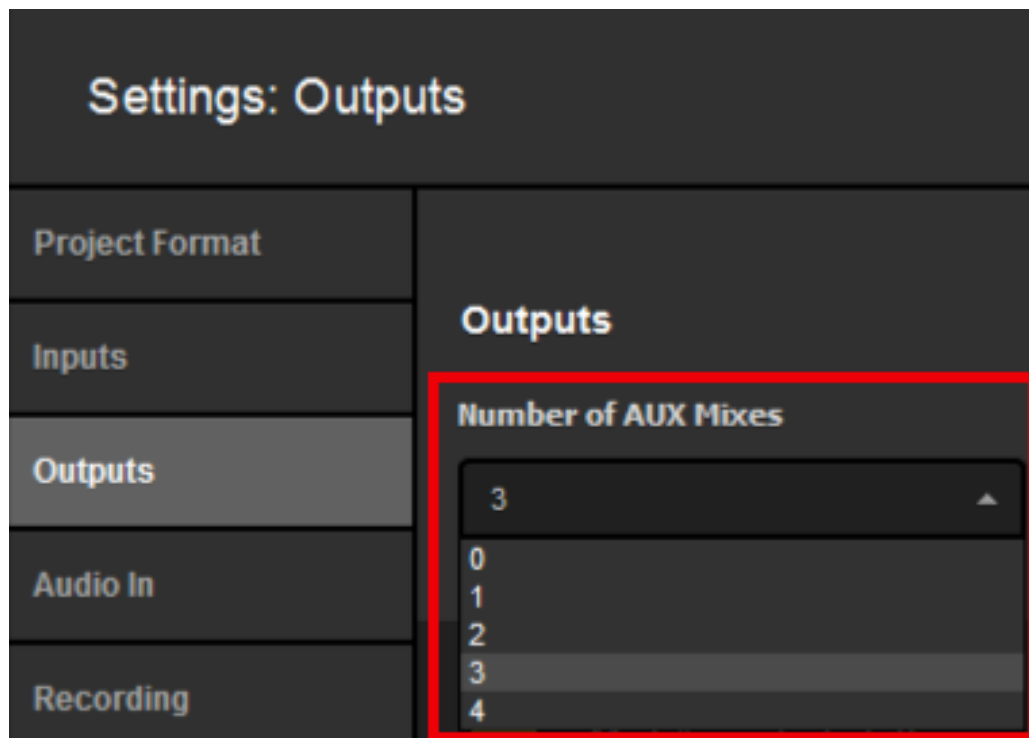 Settings: Outputs
Project Format
Inputs
Outputs
Audio In
Recording
Outputs
Number of AUX Mixes
3
0
1
2
3
4